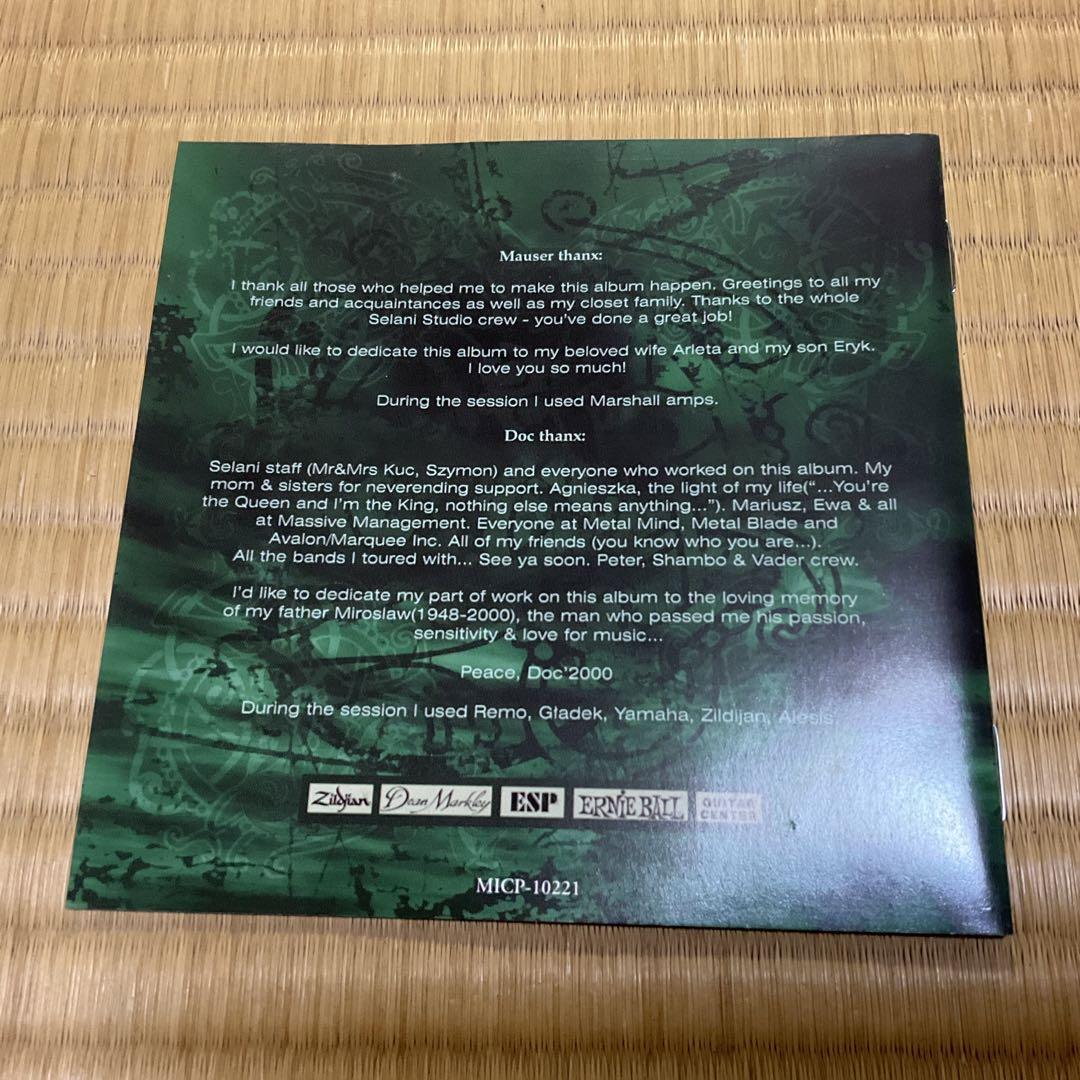 Mauser thanx:
I thank all those who helped me to make this album happen. Greetings to all my
friends and acquaintances as well as my closet family. Thanks to the whole
Selani Studio crew - you've done a great job!
I would like to dedicate this album to my beloved wife Arleta and my son Eryk.
I love you so much!
During the session I used Marshall amps.
Doc thanx:
Selani staff (Mr&Mrs Kuc, Szymon) and everyone who worked on this album. My
mom & sisters for neverending support. Agnieszka, the light of my life("...You're
the Queen and I'm the King, nothing else means anything..."). Mariusz, Ewa & all
at Massive Management. Everyone at Metal Mind, Metal Blade and
Avalon/Marquee Inc. All of my friends (you know who you are...).
All the bands I toured with... See ya soon. Peter, Shambo & Vader crew.
I'd like to dedicate my part of work on this album to the loving memory
of my father Miroslaw(1948-2000), the man who passed me his passion,
sensitivity & love for music...
Peace, Doc'2000
During the session I used Remo, Gładek, Yamaha, Zildijan, Alesis.
Zildjian Dean Markley ESP ERNIE BALL GUITAR CENTER
MICP-10221